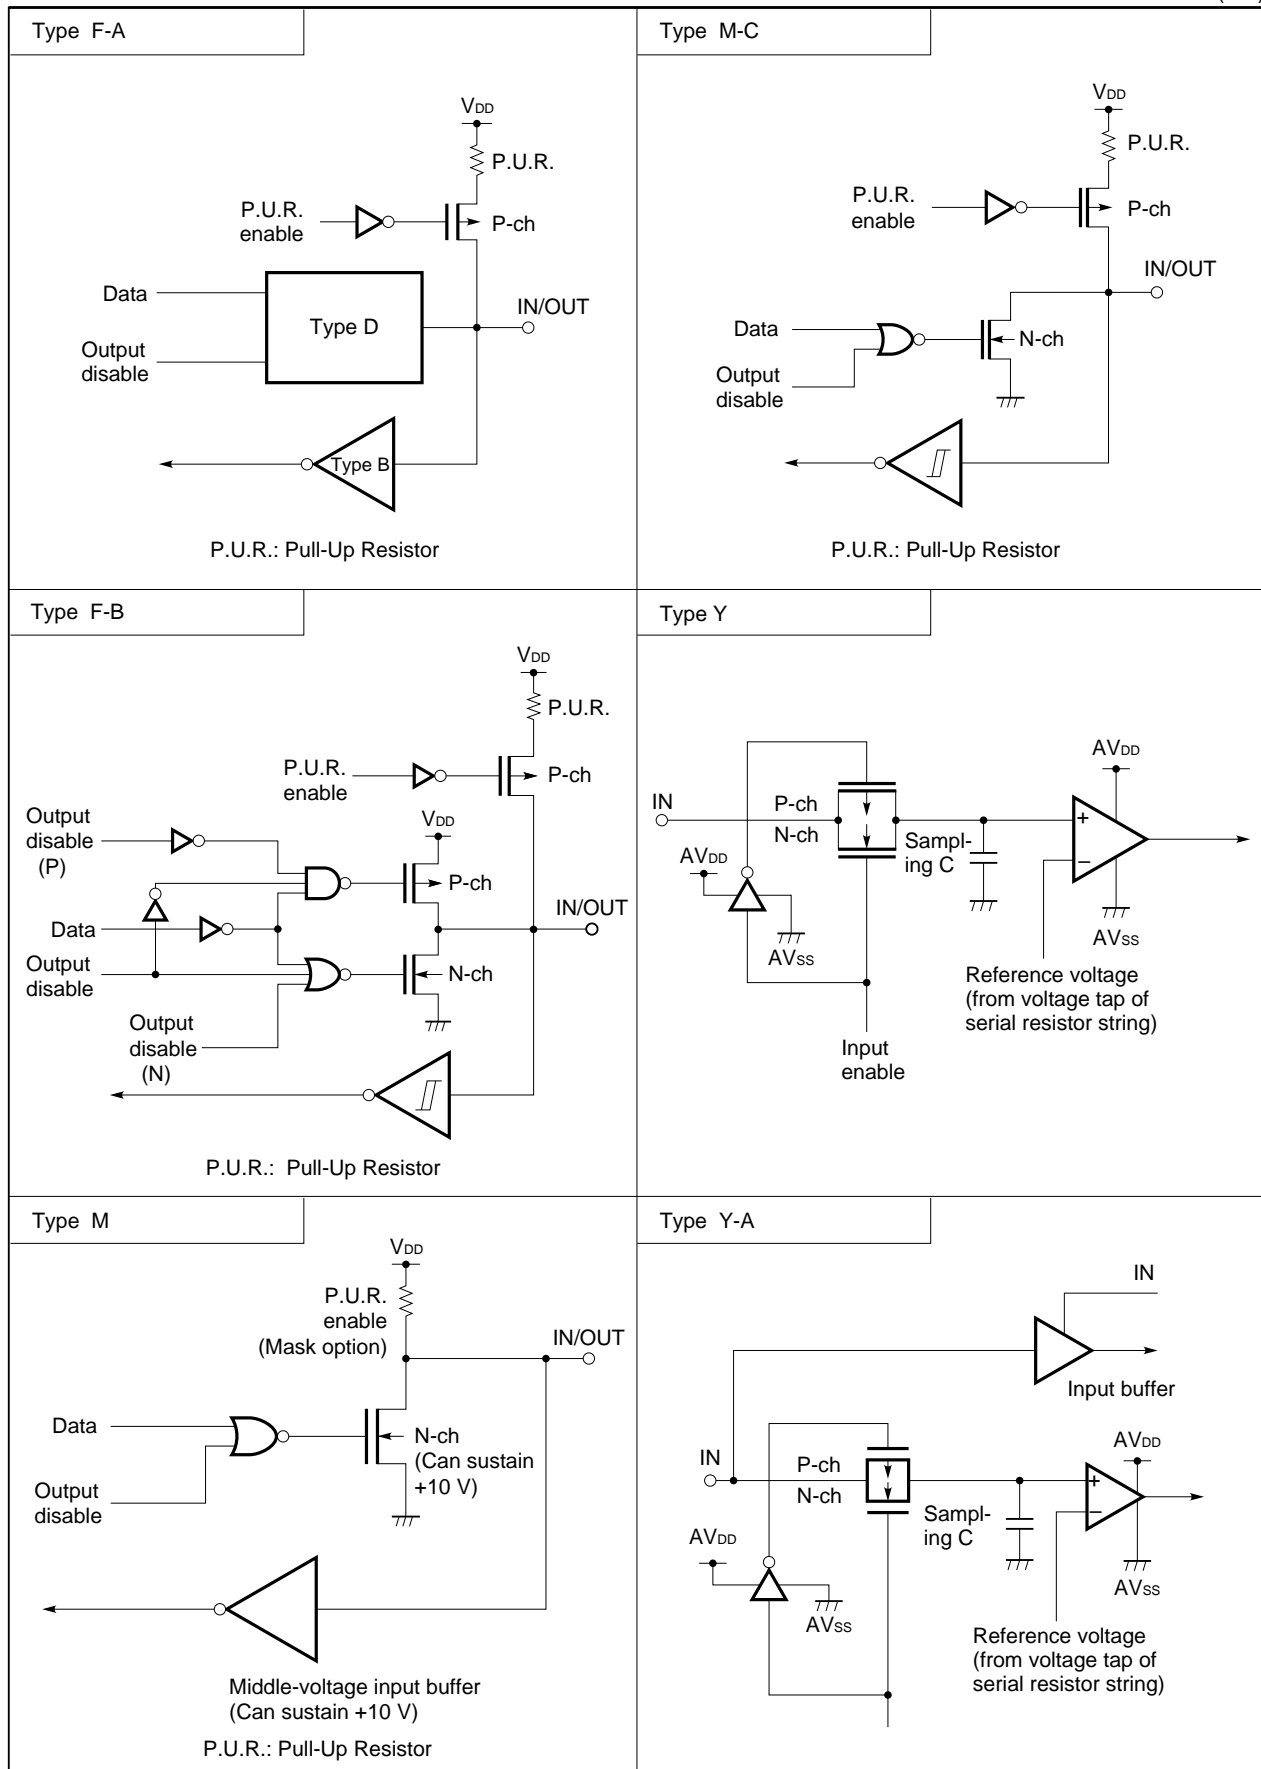 Type F-A
VDD
P.U.R.
P.U.R.
enable
P-ch
Data
Type D
IN/OUT
Output
disable
Type B
P.U.R.: Pull-Up Resistor
Type M-C
VDD
P.U.R.
P.U.R.
enable
P-ch
IN/OUT
Data
N-ch
Output
disable
P.U.R.: Pull-Up Resistor
Type F-B
VDD
P.U.R.
P.U.R.
enable
P-ch
Output
disable
(P)
VDD
P-ch
IN/OUT
Data
Output
disable
N-ch
Output
disable
(N)
P.U.R.: Pull-Up Resistor
Type Y
AVDD
IN
P-ch
N-ch
+
−
Sampl-
ing C
AVDD
AVSS
AVSS
Reference voltage
(from voltage tap of
serial resistor string)
Input
enable
Type M
VDD
P.U.R.
enable
(Mask option)
IN/OUT
Data
N-ch
(Can sustain
+10 V)
Output
disable
Middle-voltage input buffer
(Can sustain +10 V)
P.U.R.: Pull-Up Resistor
Type Y-A
IN
Input buffer
IN
P-ch
N-ch
AVDD
+
−
Sampl-
ing C
AVDD
AVSS
AVSS
Reference voltage
(from voltage tap of
serial resistor string)